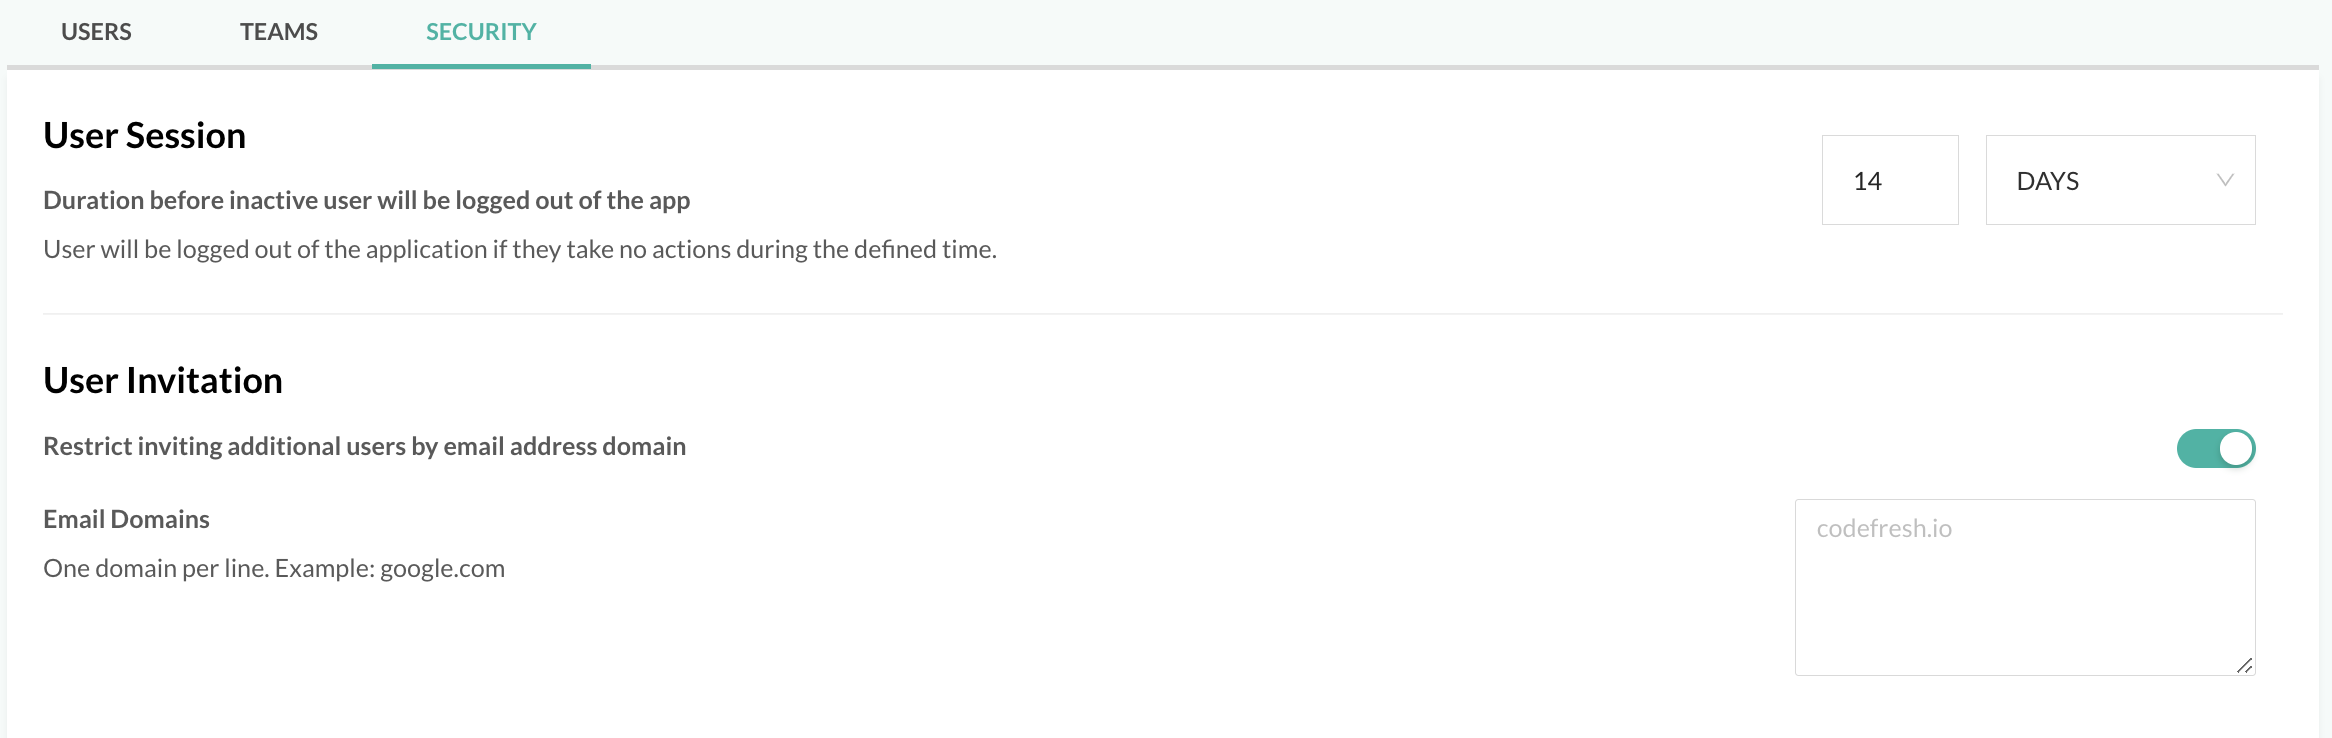 USERS TEAMS SECURITY
User Session
Duration before inactive user will be logged out of the app
User will be logged out of the application if they take no actions during the defined time.
14 DAYS
User Invitation
Restrict inviting additional users by email address domain
Email Domains
One domain per line. Example: google.com
codefresh.io